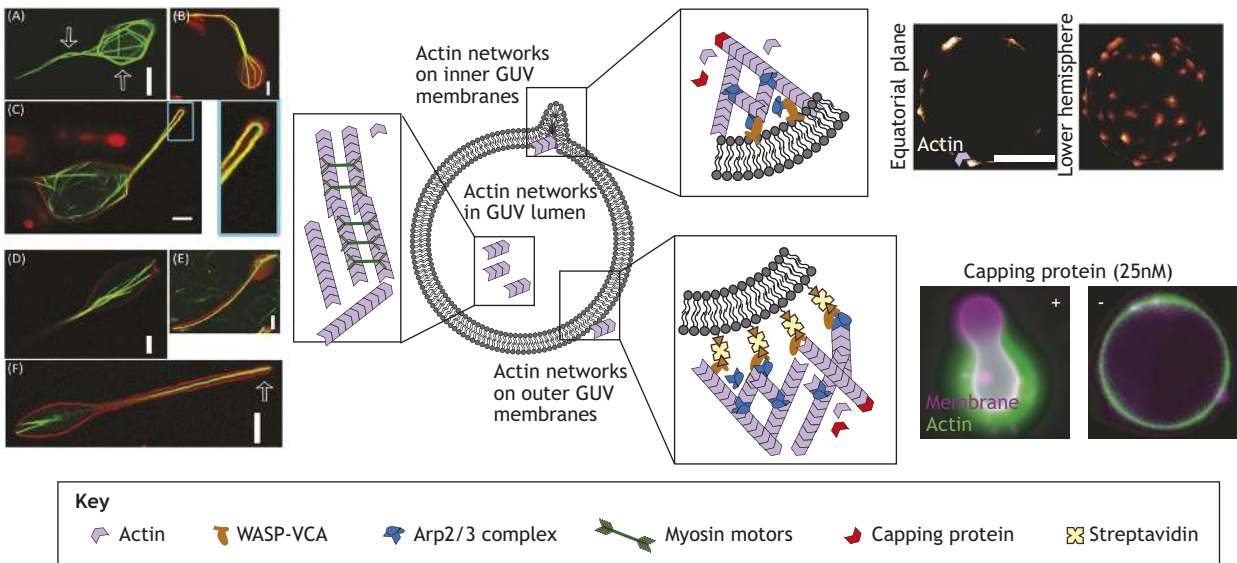 (A)
(B)
(C)
(D)
(E)
(F)
Actin networks
on inner GUV
membranes
Actin networks
in GUV lumen
Actin networks
on outer GUV
membranes
Equatorial plane
Actin
Lower hemisphere
Capping protein (25nM)
+
-
Membrane
Actin
Key
Actin
WASP-VCA
Arp2/3 complex
Myosin motors
Capping protein
Streptavidin